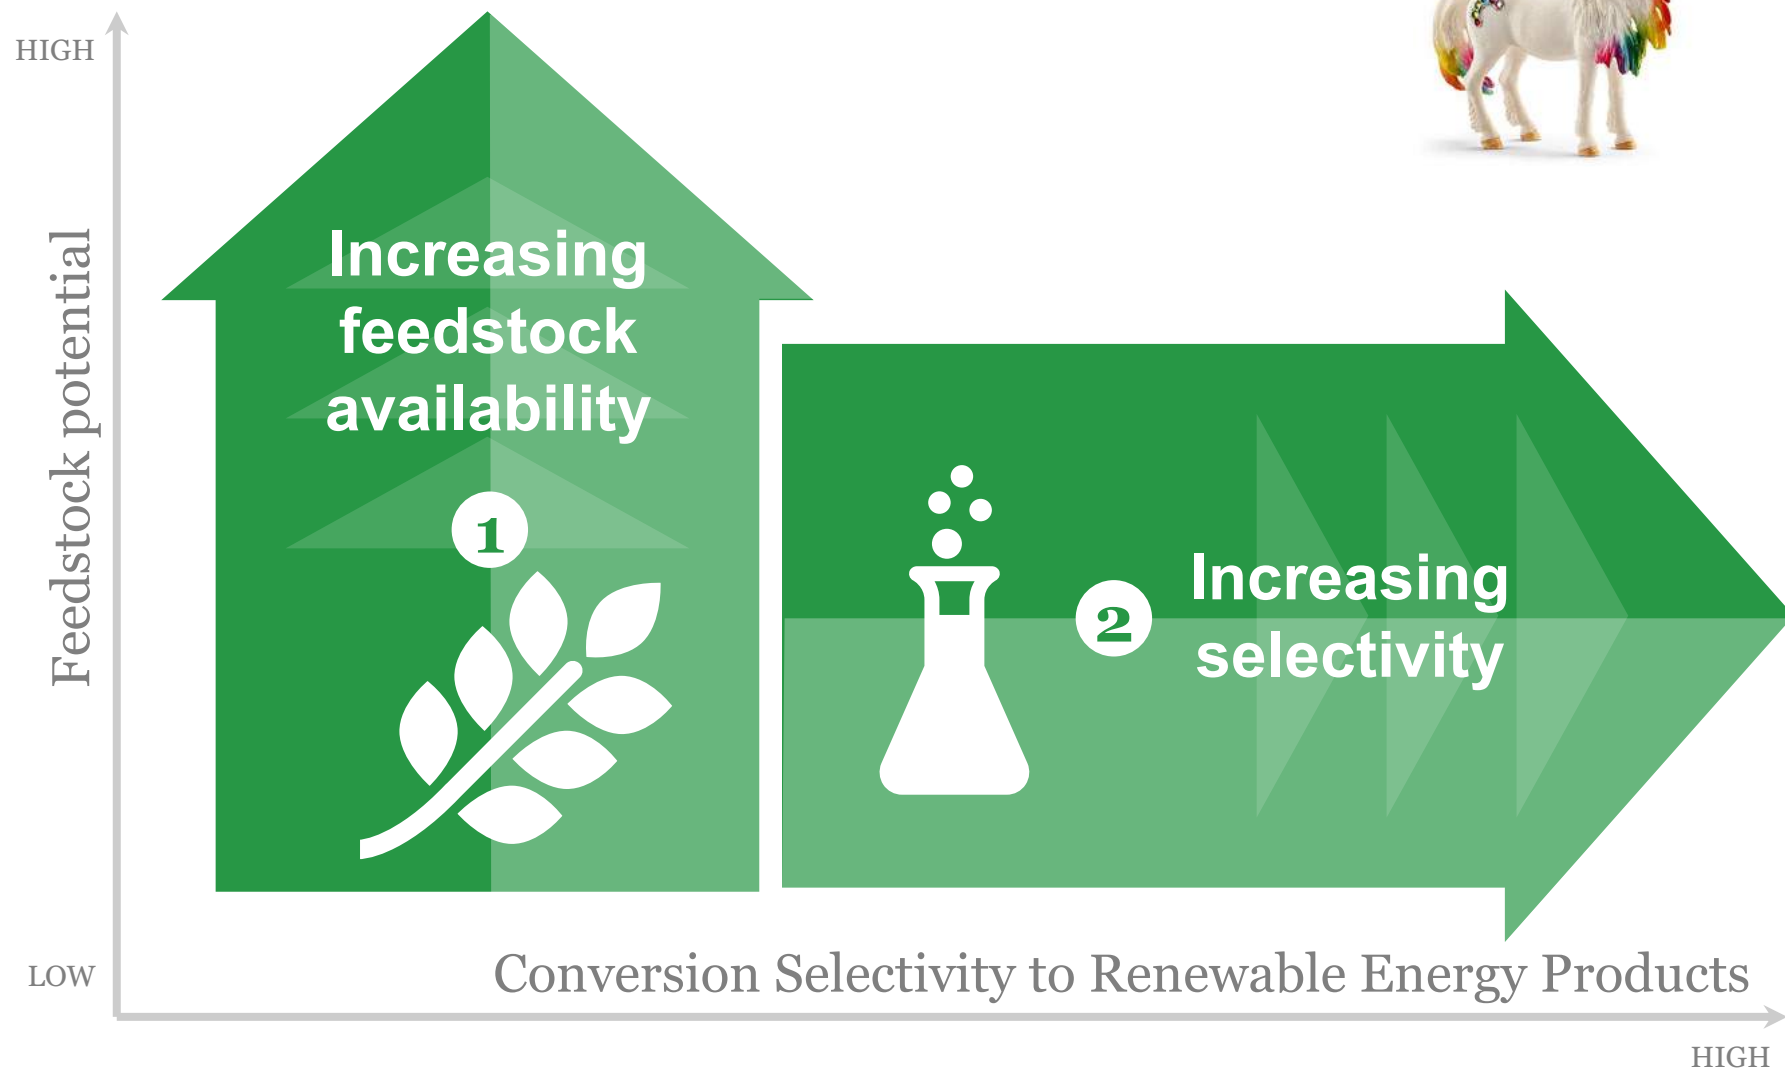 HIGH
Feedstock potential
Increasing
feedstock
availability
1
2
Increasing
selectivity
LOW
Conversion Selectivity to Renewable Energy Products
HIGH